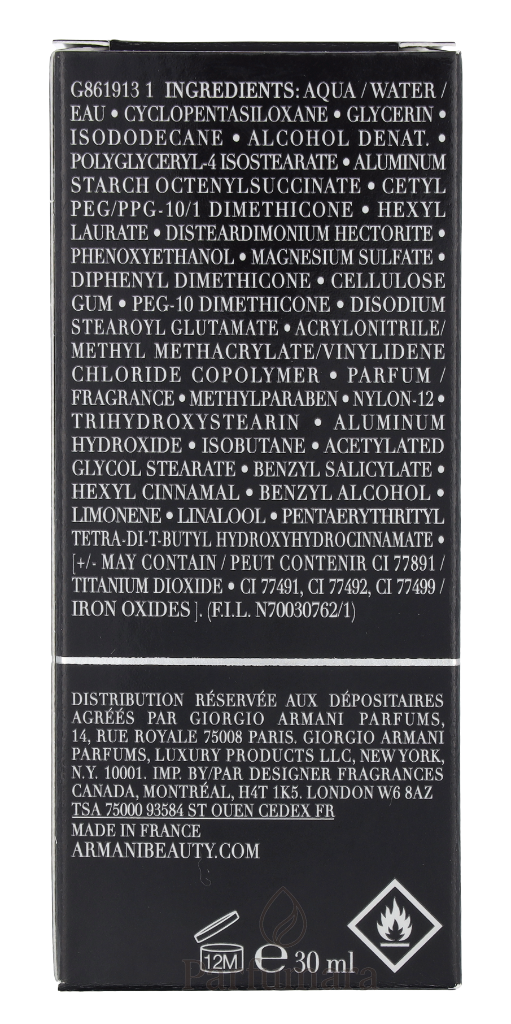 G861913 1 INGREDIENTS: AQUA / WATER /
EAU • CYCLOPENTASILOXANE • GLYCERIN •
ISODODECANE • ALCOHOL DENAT. •
POLYGLYCERYL-4 ISOSTEARATE • ALUMINUM
STARCH OCTENYLSUCCINATE • CETYL
PEG/PPG-10/1 DIMETHICONE • HEXYL
LAURATE • DISTEARDIMONIUM HECTORITE •
PHENOXYETHANOL • MAGNESIUM SULFATE •
DIPHENYL DIMETHICONE • CELLULOSE
GUM • PEG-10 DIMETHICONE • DISODIUM
STEAROYL GLUTAMATE • ACRYLONITRILE/
METHYL METHACRYLATE/VINYLIDENE
CHLORIDE COPOLYMER • PARFUM /
FRAGRANCE • METHYLPARABEN • NYLON-12 •
TRIHYDROXYSTEARIN • ALUMINUM
HYDROXIDE • ISOBUTANE • ACETYLATED
GLYCOL STEARATE • BENZYL SALICYLATE •
HEXYL CINNAMAL • BENZYL ALCOHOL •
LIMONENE • LINALOOL • PENTAERYTHRITYL
TETRA-DI-T-BUTYL HYDROXYHYDROCINNAMATE •
[+/- MAY CONTAIN / PEUT CONTENIR CI 77891 /
TITANIUM DIOXIDE • CI 77491, CI 77492, CI 77499 /
IRON OXIDES ]. (F.I.L. N70030762/1)
DISTRIBUTION RÉSERVÉE AUX DÉPOSITAIRES
AGRÉÉS PAR GIORGIO ARMANI PARFUMS,
14, RUE ROYALE 75008 PARIS. GIORGIO ARMANI
PARFUMS, LUXURY PRODUCTS LLC, NEW YORK,
N.Y. 10001. IMP. BY/PAR DESIGNER FRAGRANCES
CANADA, MONTRÉAL, H4T 1K5. LONDON W6 8AZ
TSA 75000 93584 ST OUEN CEDEX FR
MADE IN FRANCE
ARMANIBEAUTY.COM
12M e 30 ml
Parfumara